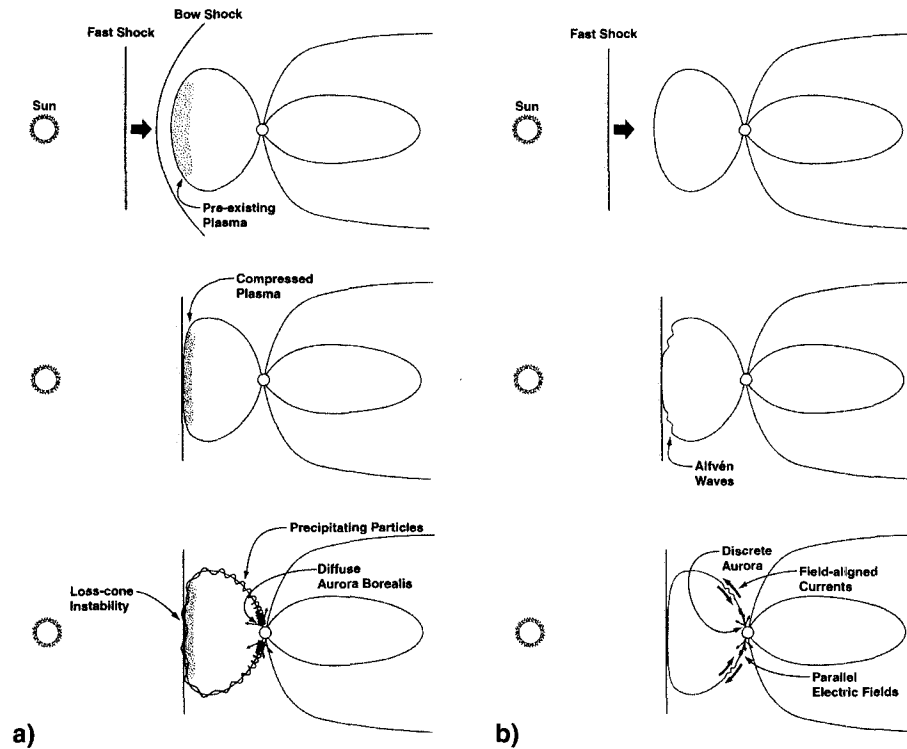 Bow Shock
Fast Shock
Sun
Pre-existing
Plasma
Compressed
Plasma
Precipitating Particles
Diffuse
Aurora Borealis
Loss-cone
Instability
a)
Fast Shock
Sun
Alfvén
Waves
Discrete
Aurora
Field-aligned
Currents
Parallel
Electric Fields
b)